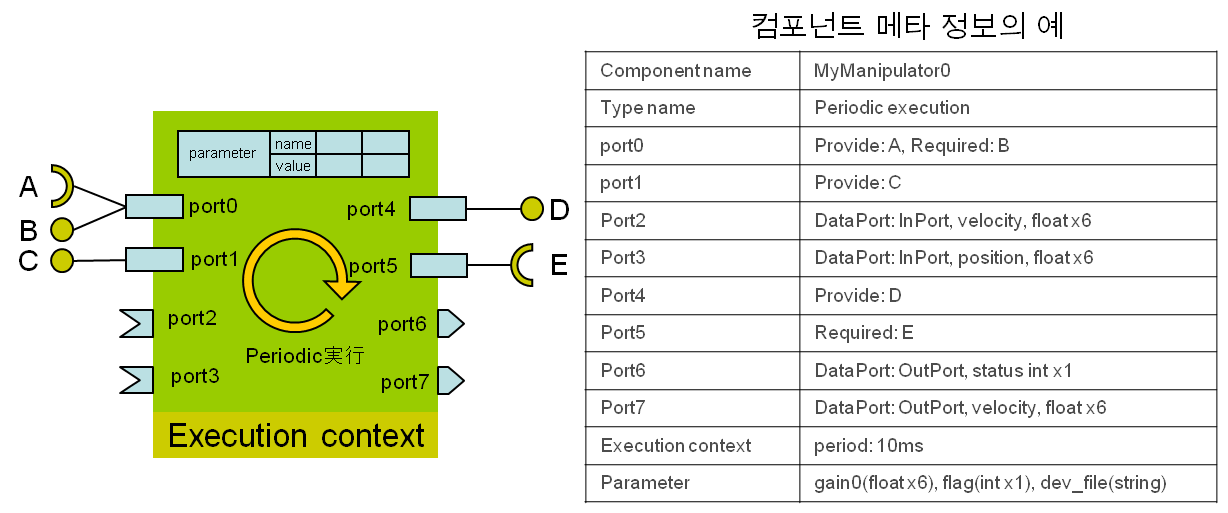 컴포넌트 메타 정보의 예
parameter
name
value
A
B
C
port0
port1
port2
port3
port4
port5
port6
port7
D
E
Periodic実行
Execution context
Component name MyManipulator0
Type name Periodic execution
port0 Provide: A, Required: B
port1 Provide: C
Port2 DataPort: InPort, velocity, float x6
Port3 DataPort: InPort, position, float x6
Port4 Provide: D
Port5 Required: E
Port6 DataPort: OutPort, status int x1
Port7 DataPort: OutPort, velocity, float x6
Execution context period: 10ms
Parameter gain0(float x6), flag(int x1), dev_file(string)